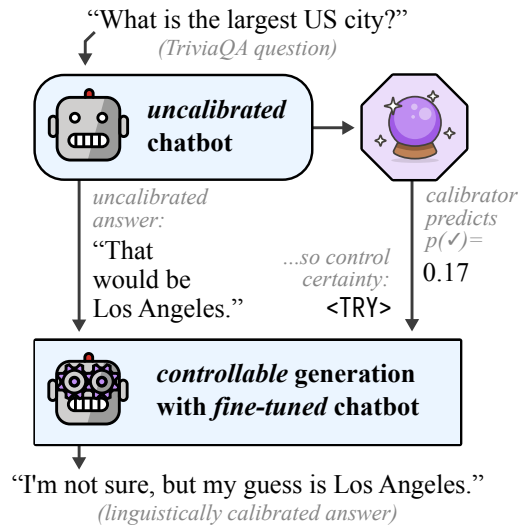 “What is the largest US city?”
(TriviaQA question)
uncalibrated
chatbot
uncalibrated
answer:
“That
would be
Los Angeles.”
calibrator
predicts
p(✓)=
0.17
...so control
certainty:
<TRY>
controllable generation
with fine-tuned chatbot
“I'm not sure, but my guess is Los Angeles.”
(linguistically calibrated answer)